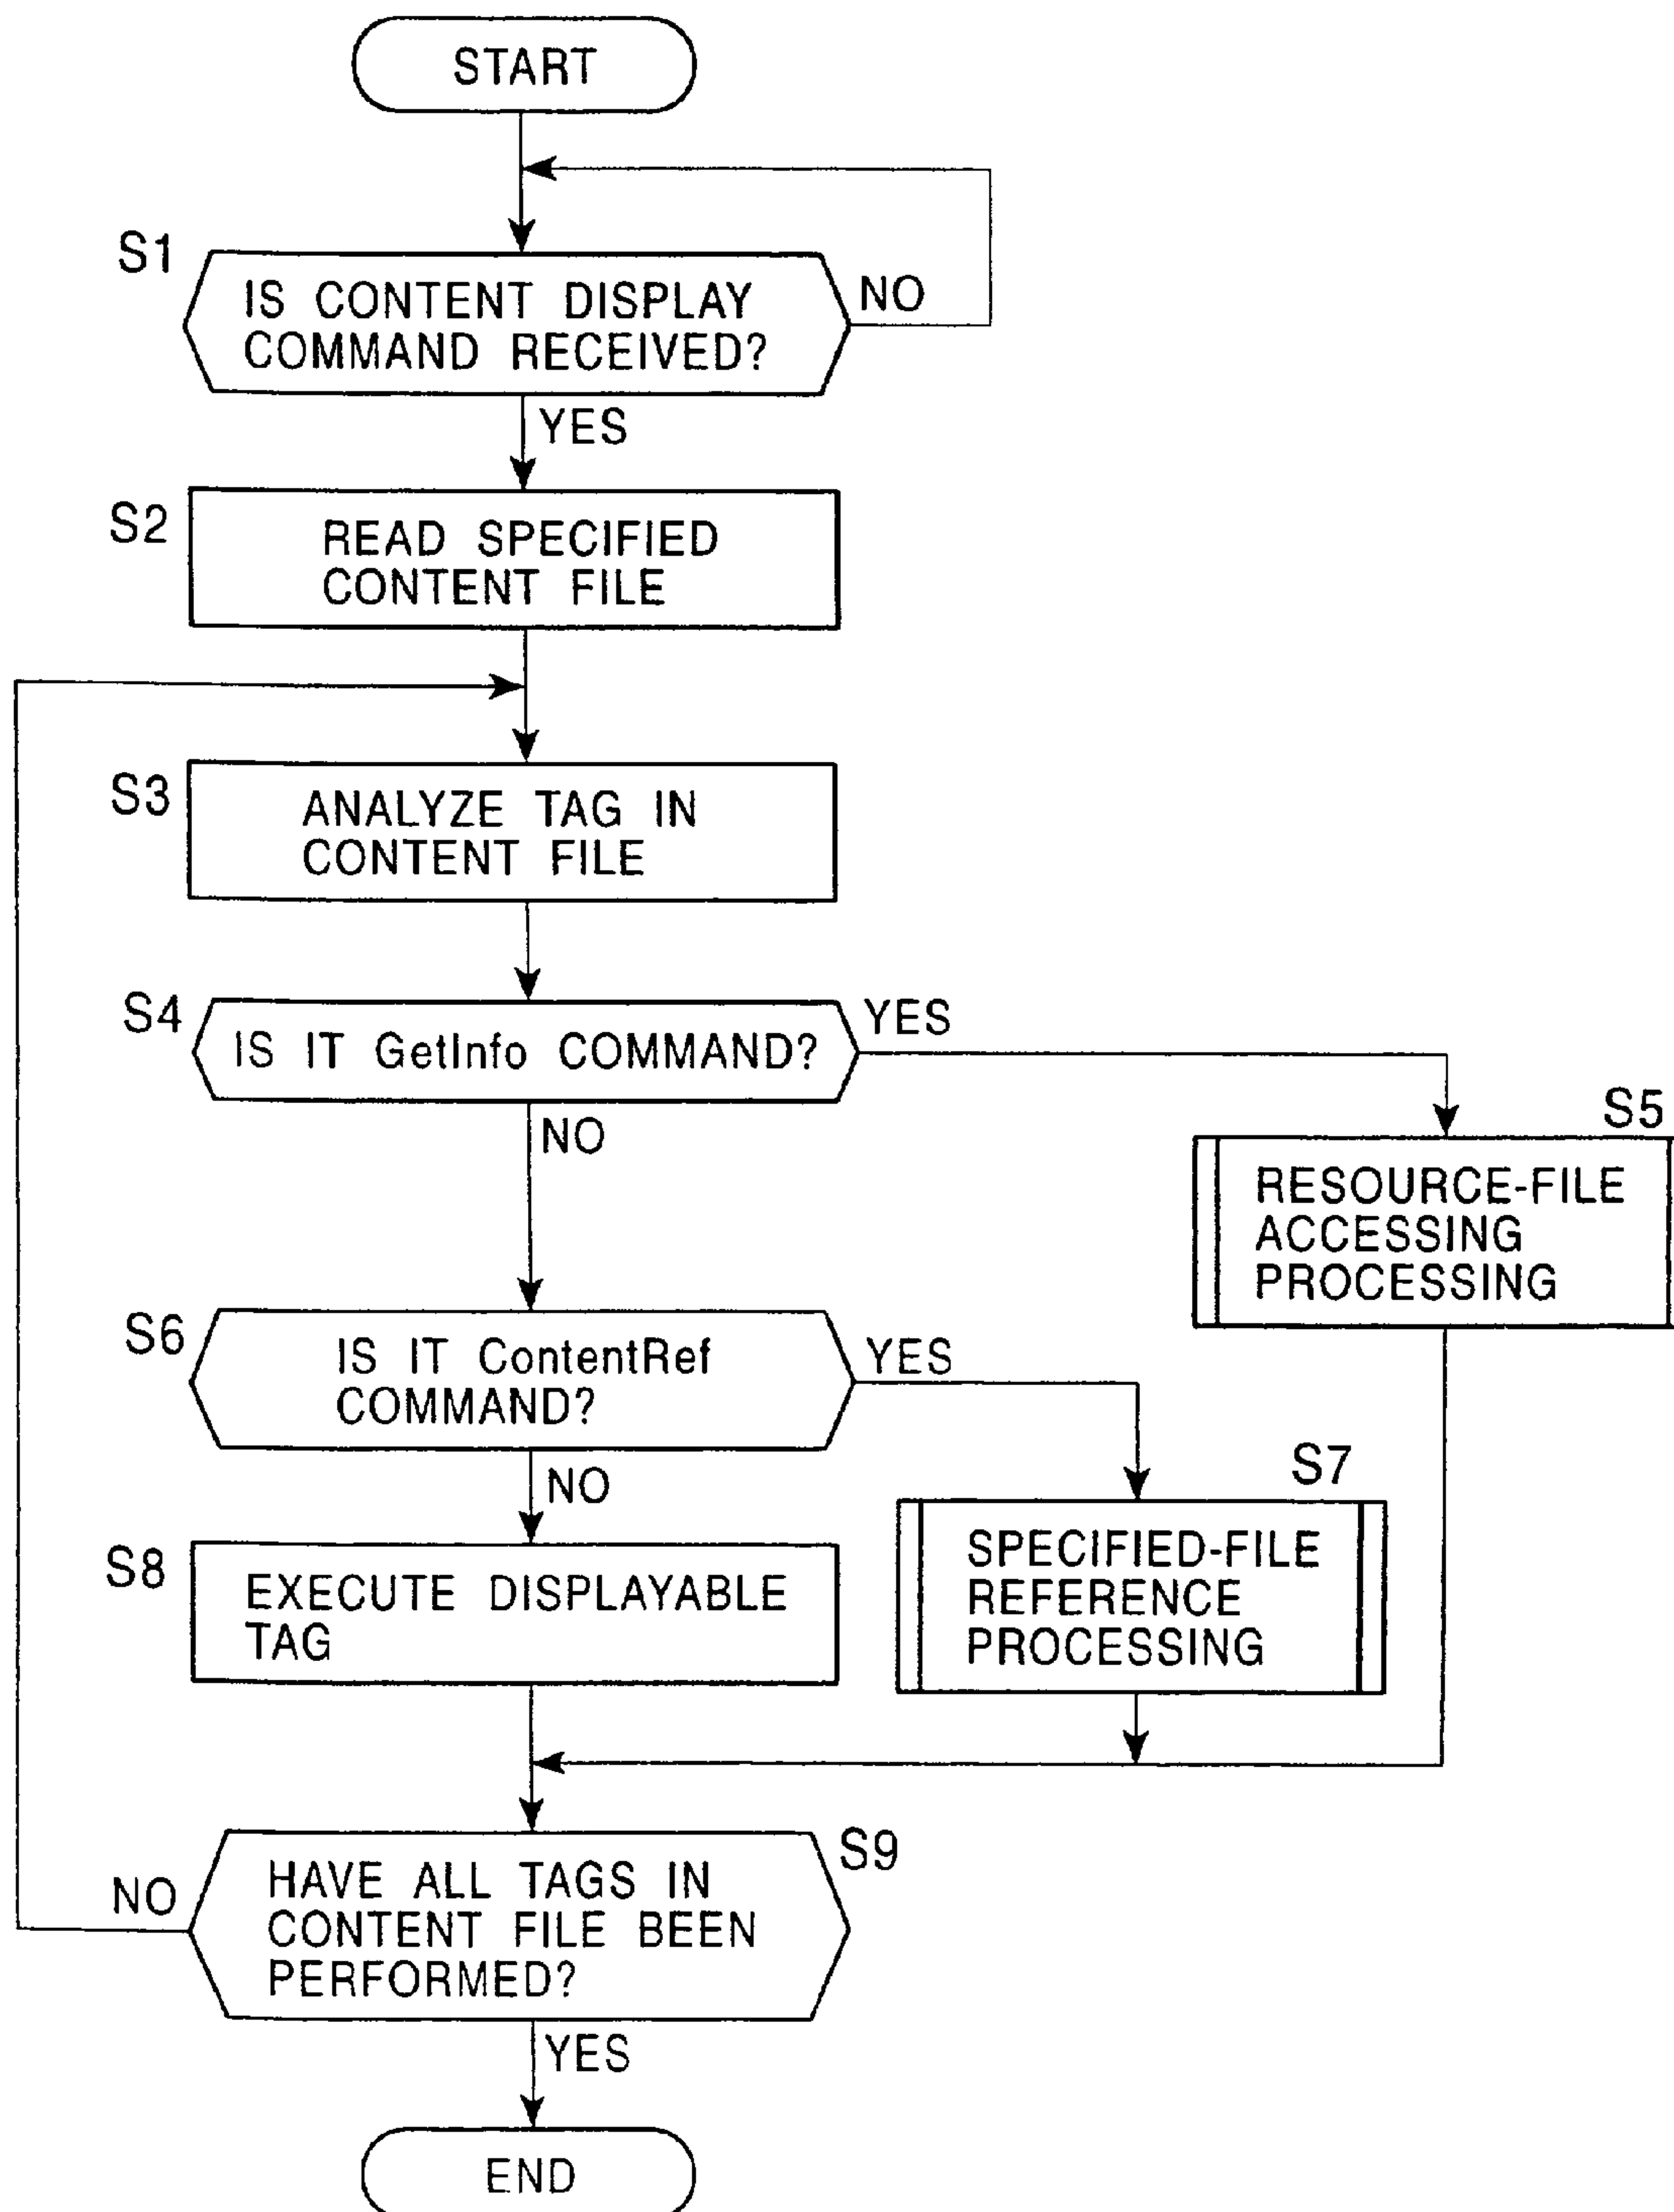 START
S1
IS CONTENT DISPLAY
COMMAND RECEIVED?
NO
YES
S2
READ SPECIFIED
CONTENT FILE
S3
ANALYZE TAG IN
CONTENT FILE
S4
IS IT GetInfo COMMAND?
YES
NO
S5
RESOURCE-FILE
ACCESSING
PROCESSING
S6
IS IT ContentRef
COMMAND?
YES
NO
S7
SPECIFIED-FILE
REFERENCE
PROCESSING
S8
EXECUTE DISPLAYABLE
TAG
S9
HAVE ALL TAGS IN
CONTENT FILE BEEN
PERFORMED?
NO
YES
END